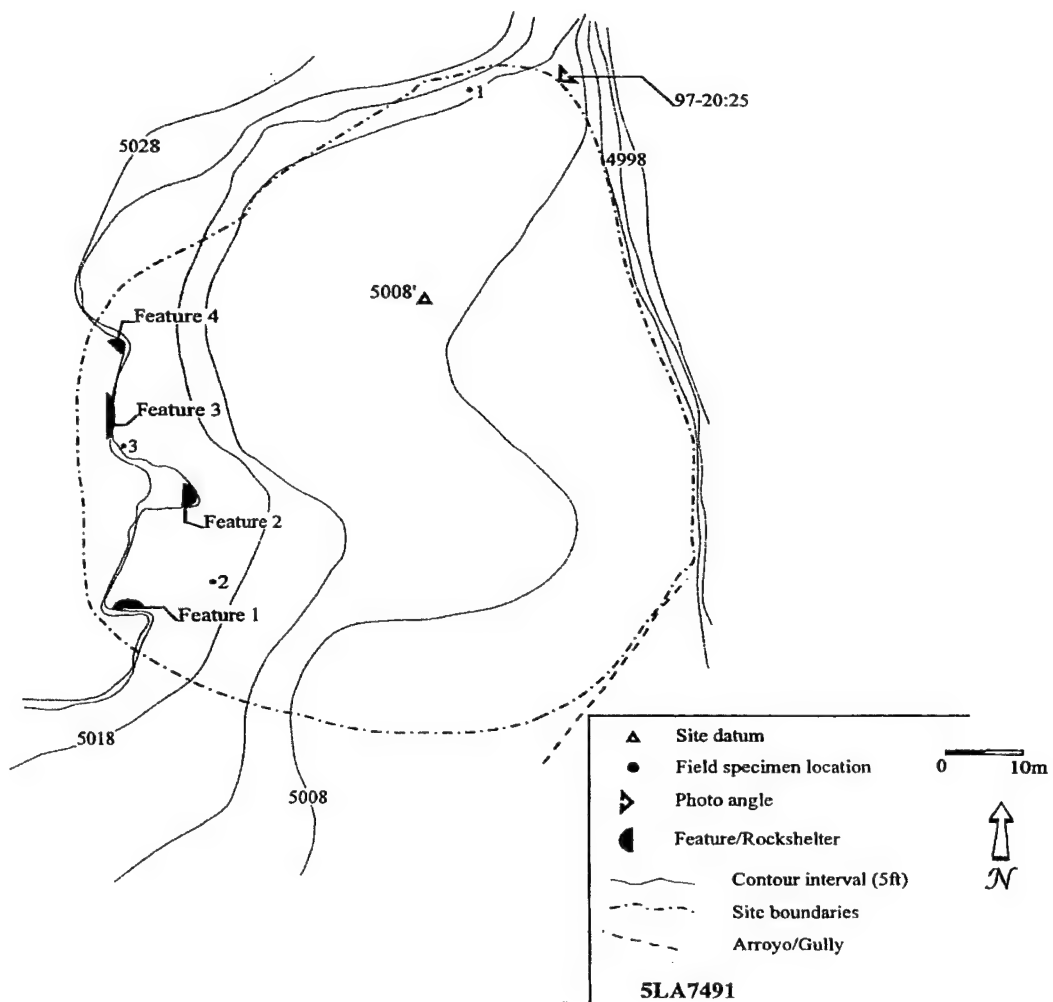 1
97-20:25
5028
4998
5008'
Feature 4
Feature 3
3
Feature 2
2
Feature 1
5018
5008
Site datum
Field specimen location
0 10m
Photo angle
Feature/Rockshelter
N
Contour interval (5ft)
Site boundaries
Arroyo/Gully
5LA7491